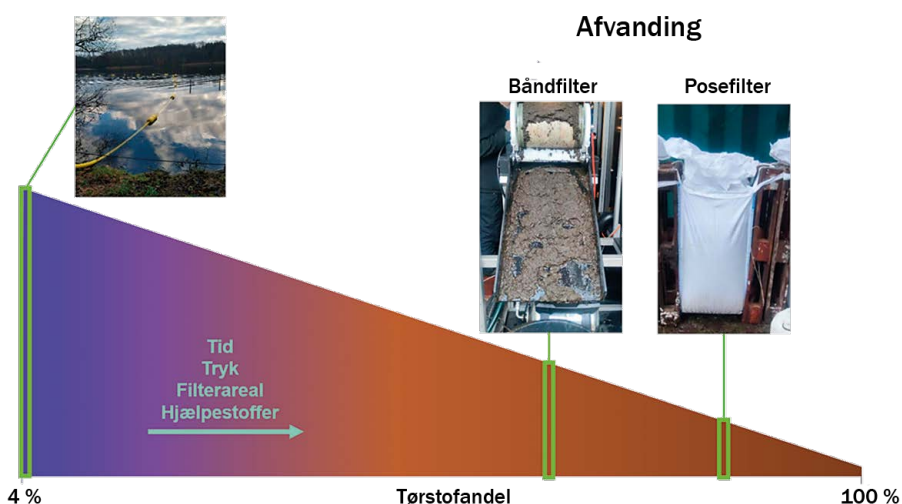 Afvanding
Båndfilter
Posefilter
Tid
Tryk
Filterareal
Hjælpestoffer
4 %
Tørstofandel
100 %